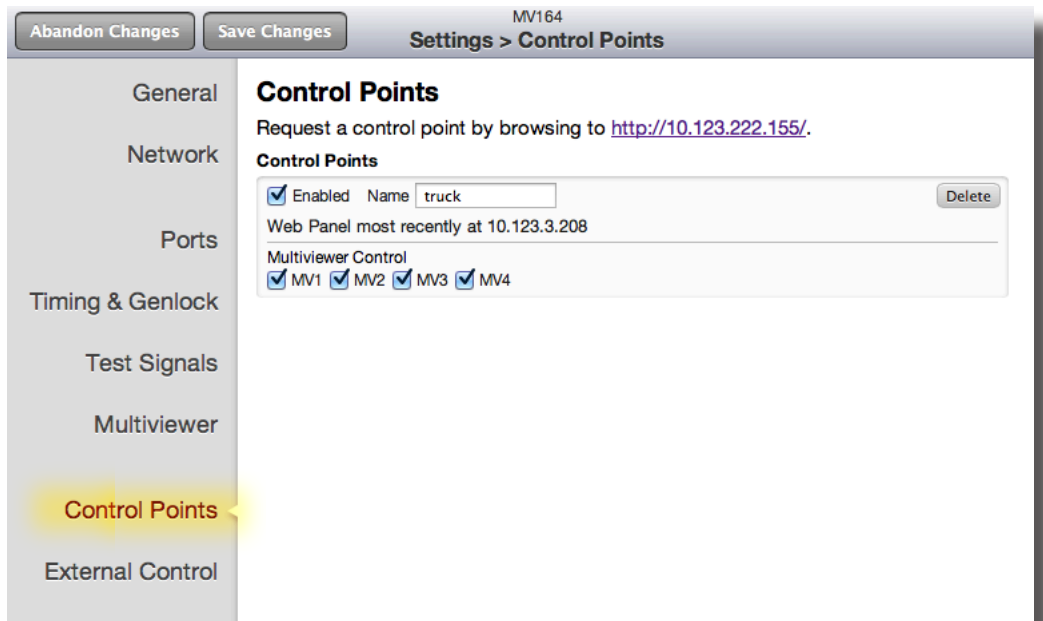 Abandon Changes Save Changes
MV164
Settings > Control Points
General
Network
Ports
Timing & Genlock
Test Signals
Multiviewer
Control Points
External Control
Control Points
Request a control point by browsing to http://10.123.222.155/.
Control Points
Enabled Name truck Delete
Web Panel most recently at 10.123.3.208
Multiviewer Control
MV1 MV2 MV3 MV4